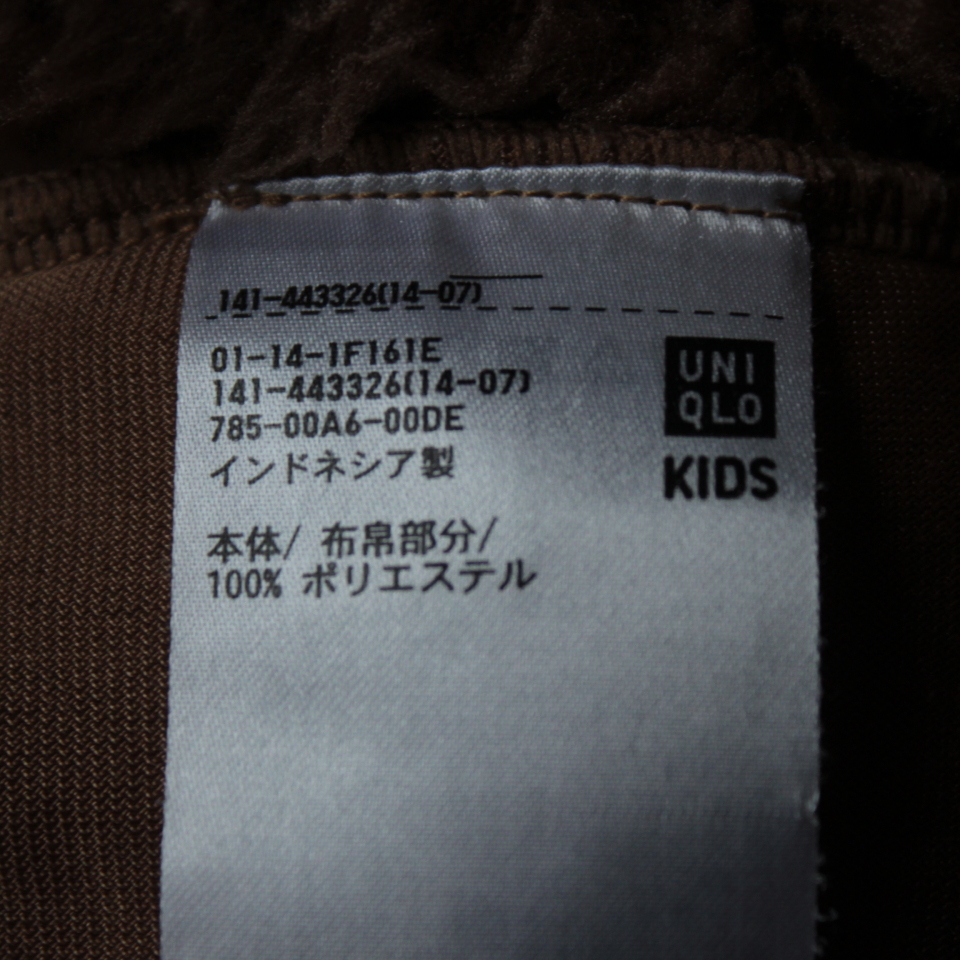 141-443326(14-07)
01-14-1F161E
141-443326(14-07)
785-00A6-00DE
インドネシア製
本体/ 布帛部分/
100% ポリエステル
UNI
QLO
KIDS